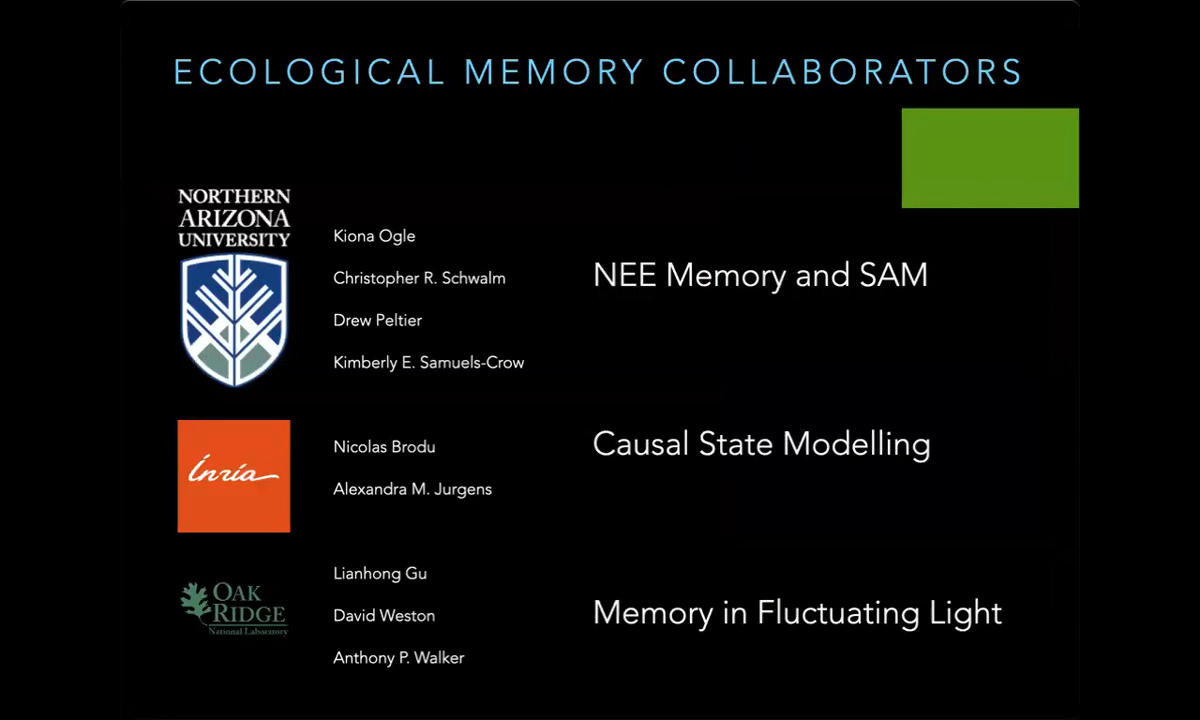 ECOLOGICAL MEMORY COLLABORATORS
NORTHERN
ARIZONA
UNIVERSITY
Kiona Ogle
Christopher R. Schwalm
Drew Peltier
Kimberly E. Samuels-Crow
NEE Memory and SAM
Inría
Nicolas Brodu
Alexandra M. Jurgens
Causal State Modelling
OAK
RIDGE
National Laboratory
Lianhong Gu
David Weston
Anthony P. Walker
Memory in Fluctuating Light